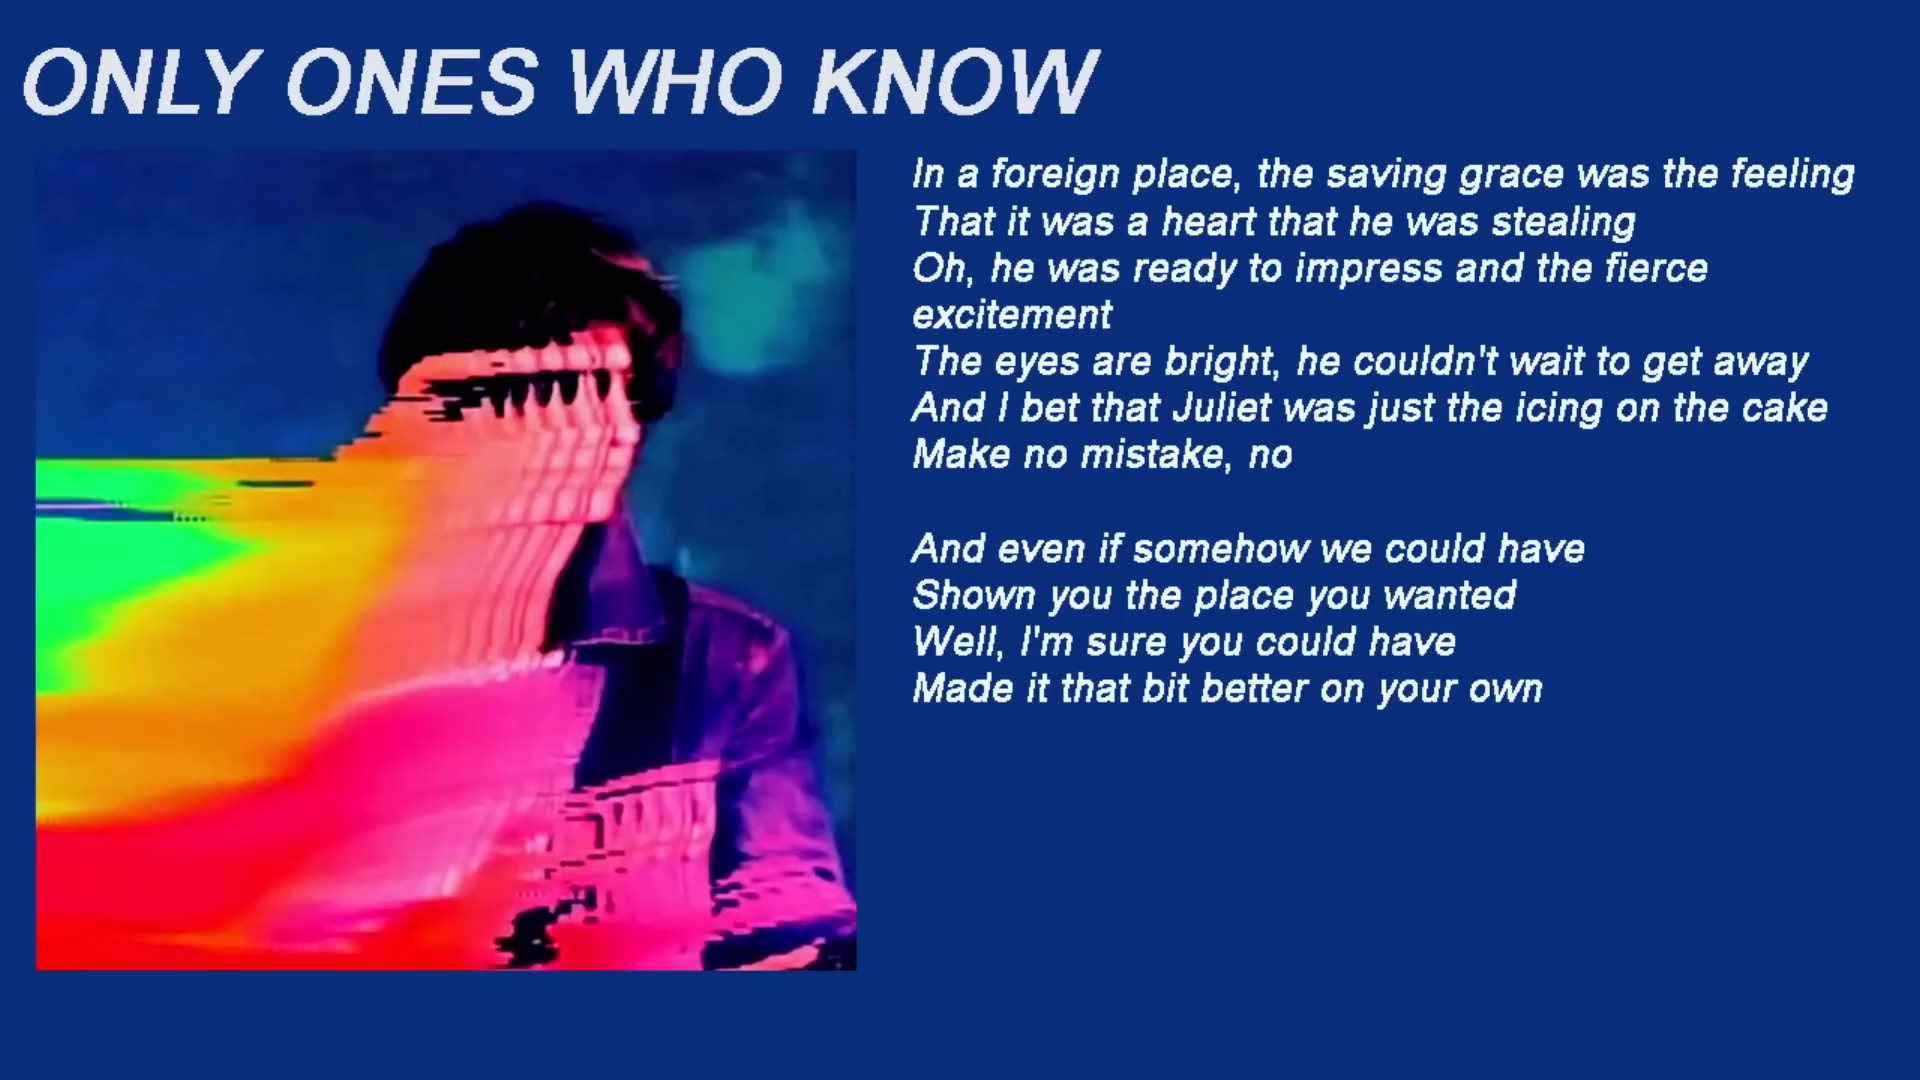 ONLY ONES WHO KNOW
In a foreign place, the saving grace was the feeling
That it was a heart that he was stealing
Oh, he was ready to impress and the fierce
excitement
The eyes are bright, he couldn't wait to get away
And I bet that Juliet was just the icing on the cake
Make no mistake, no
And even if somehow we could have
Shown you the place you wanted
Well, I'm sure you could have
Made it that bit better on your own